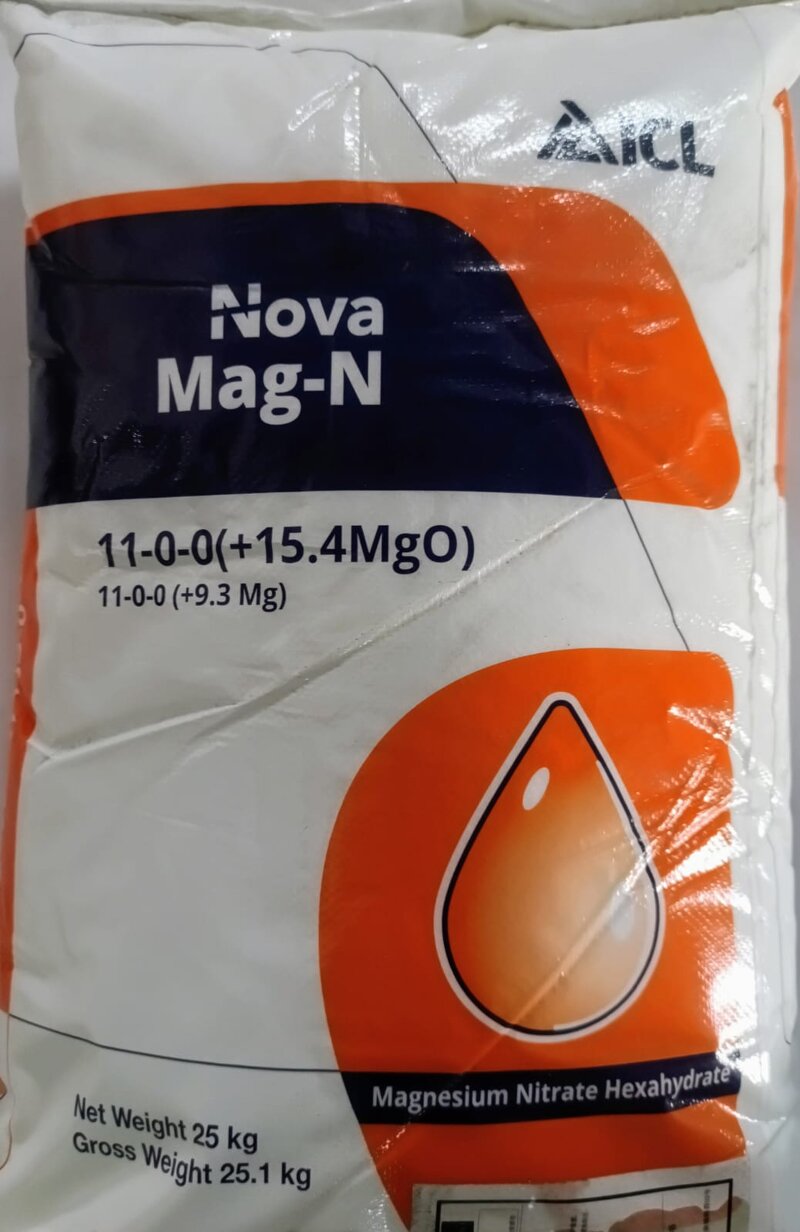 ICL
Nova
Mag-N
11-0-0(+15.4MgO)
11-0-0 (+9.3 Mg)
Magnesium Nitrate Hexahydrate
Net Weight 25 kg
Gross Weight 25.1 kg